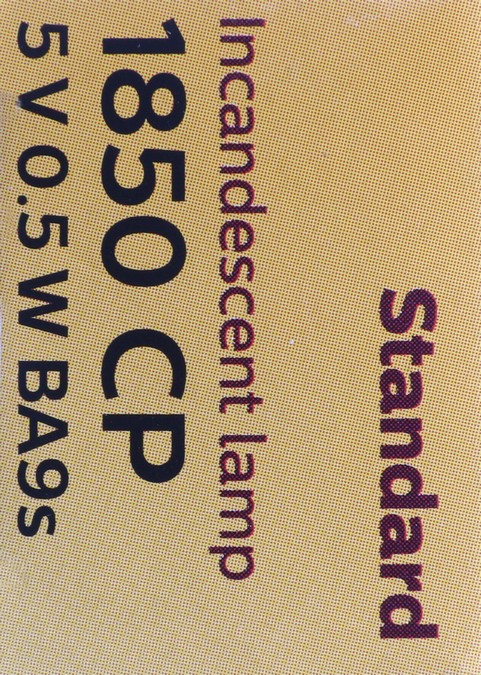 Standard
Incandescent lamp
1850 CP
5 V 0.5 W BA9s